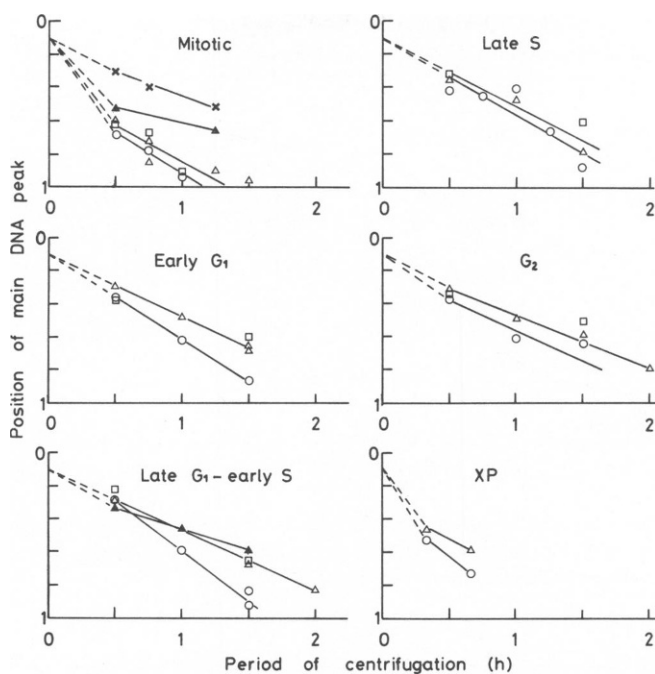 Position of main DNA peak
0
Mitotic
1
0 1 2
0
Late S
1
0 1 2
0
Early G₁
1
0 1 2
0
G₂
1
0 1 2
0
Late G₁ - early S
1
0 1 2
0
XP
1
0 1 2
Period of centrifugation (h)